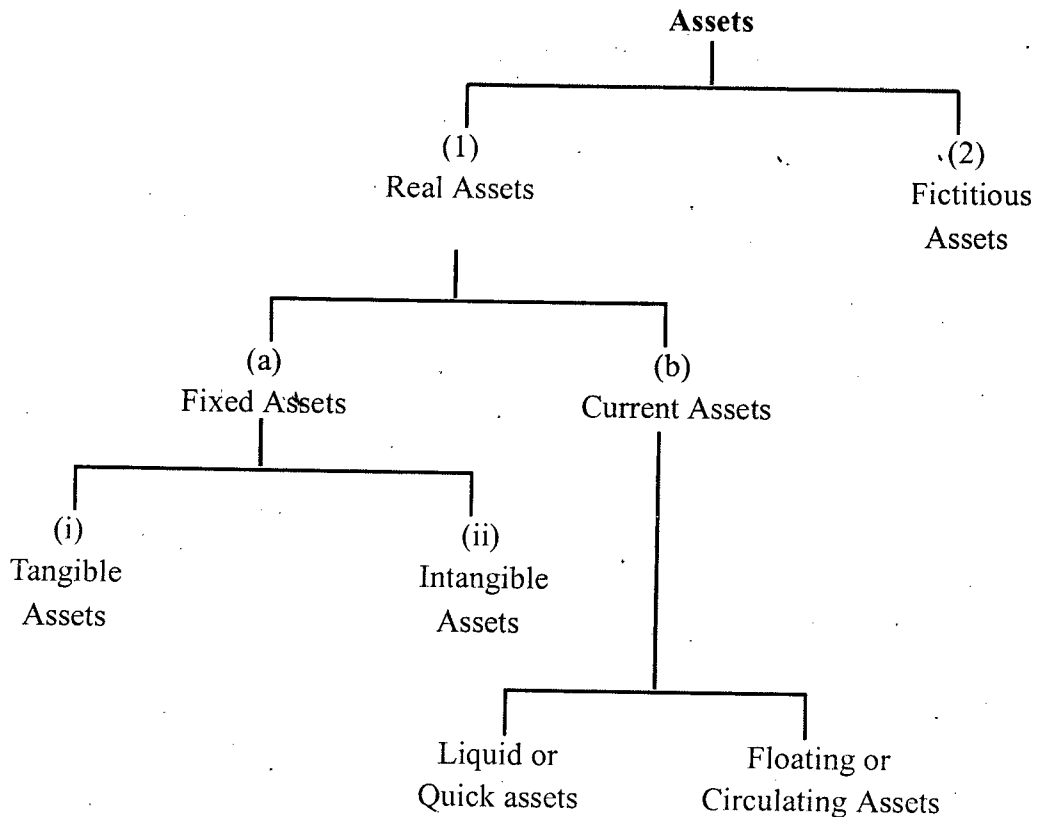 Assets
(1)
Real Assets
(2)
Fictitious
Assets
(a)
Fixed Assets
(b)
Current Assets
(i)
Tangible
Assets
(ii)
Intangible
Assets
Liquid or
Quick assets
Floating or
Circulating Assets